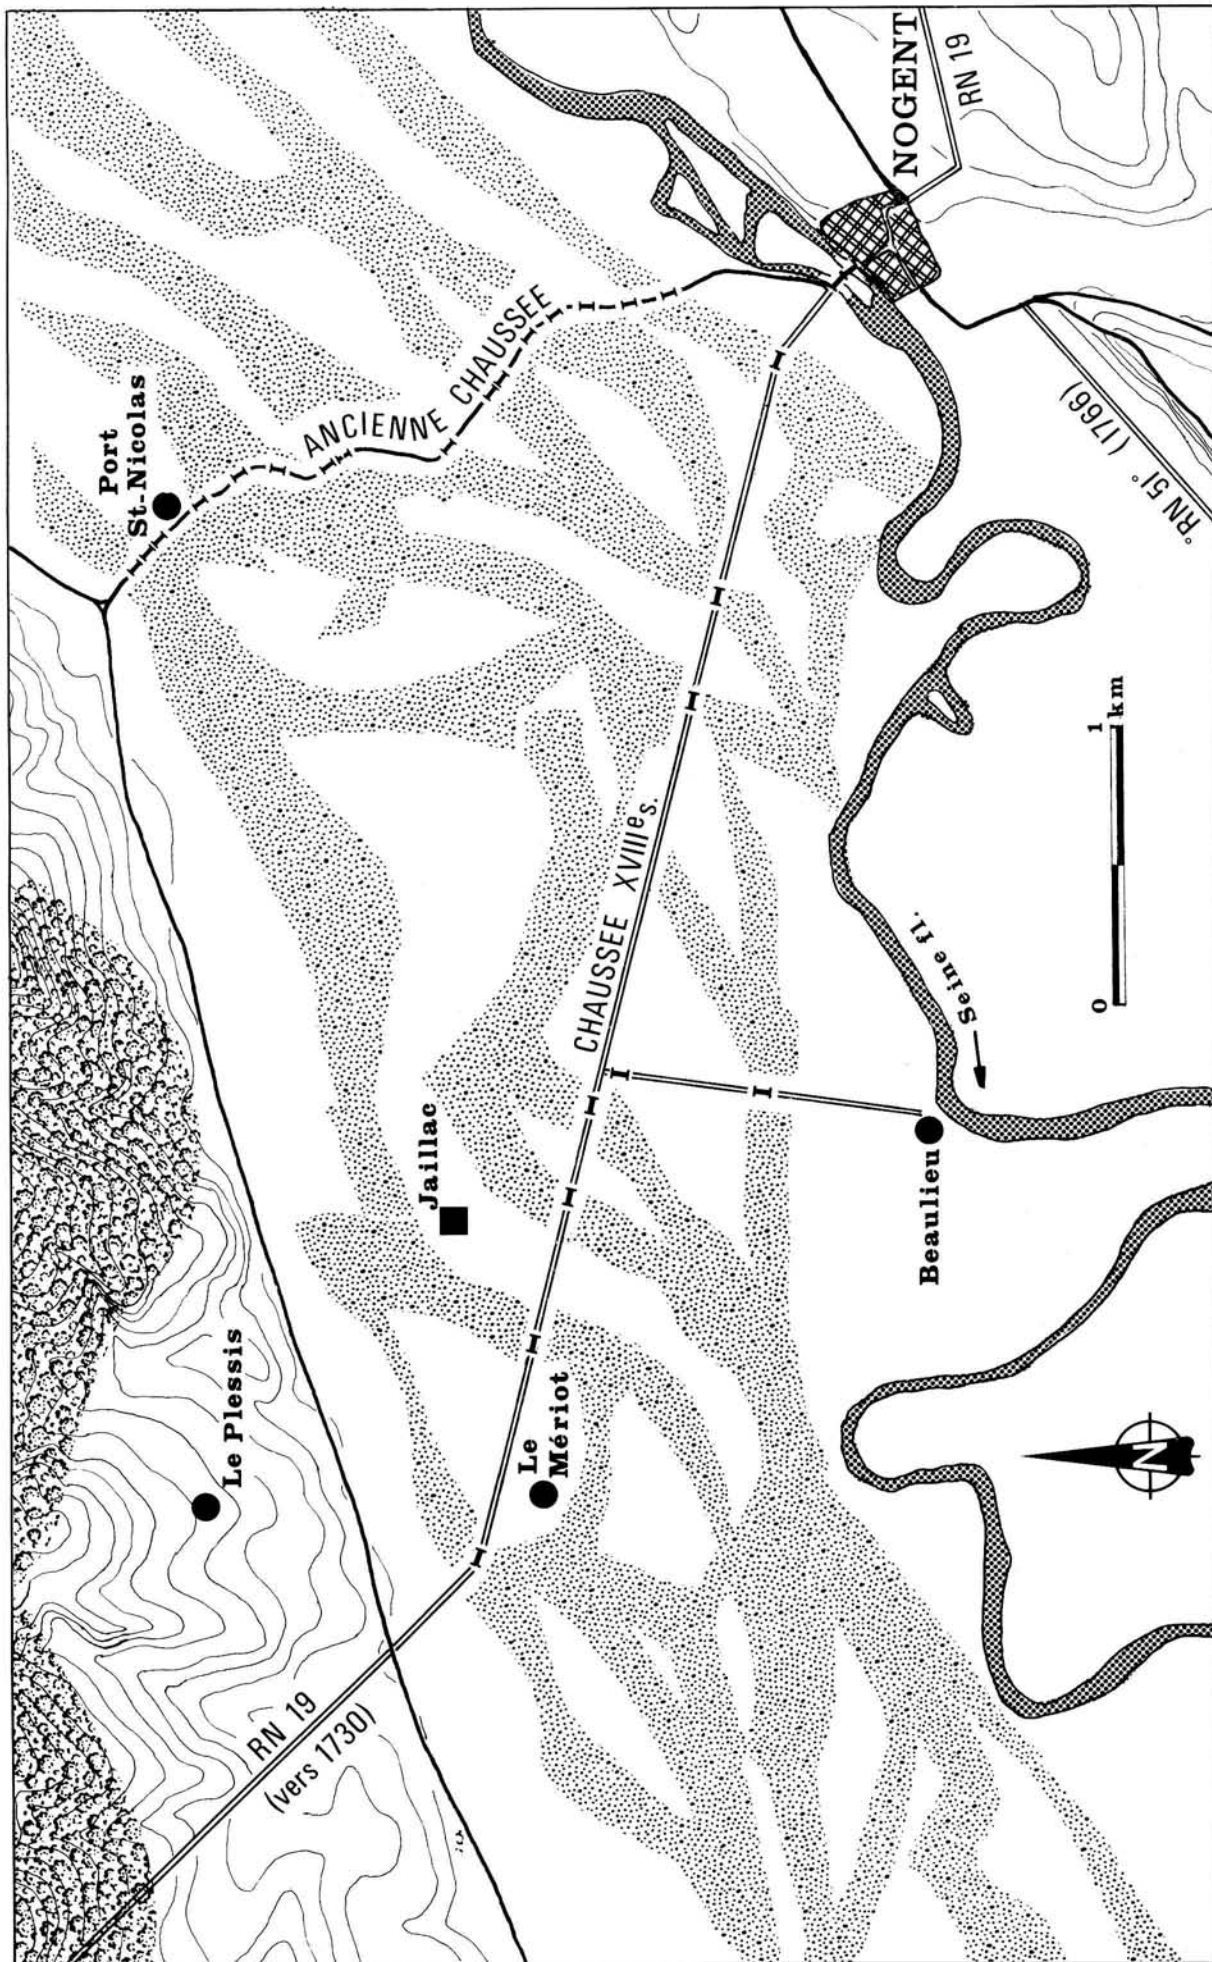 Port
St-Nicolas
ANCIENNE CHAUSSEE
NOGENT
RN 19
"RN 51" (1766)
CHAUSSEE XVIIIe s.
Jaillac
Le Plessis
Le
Mériot
RN 19
(vers 1730)
Beaulieu
Seine fl.
0 1
km
N